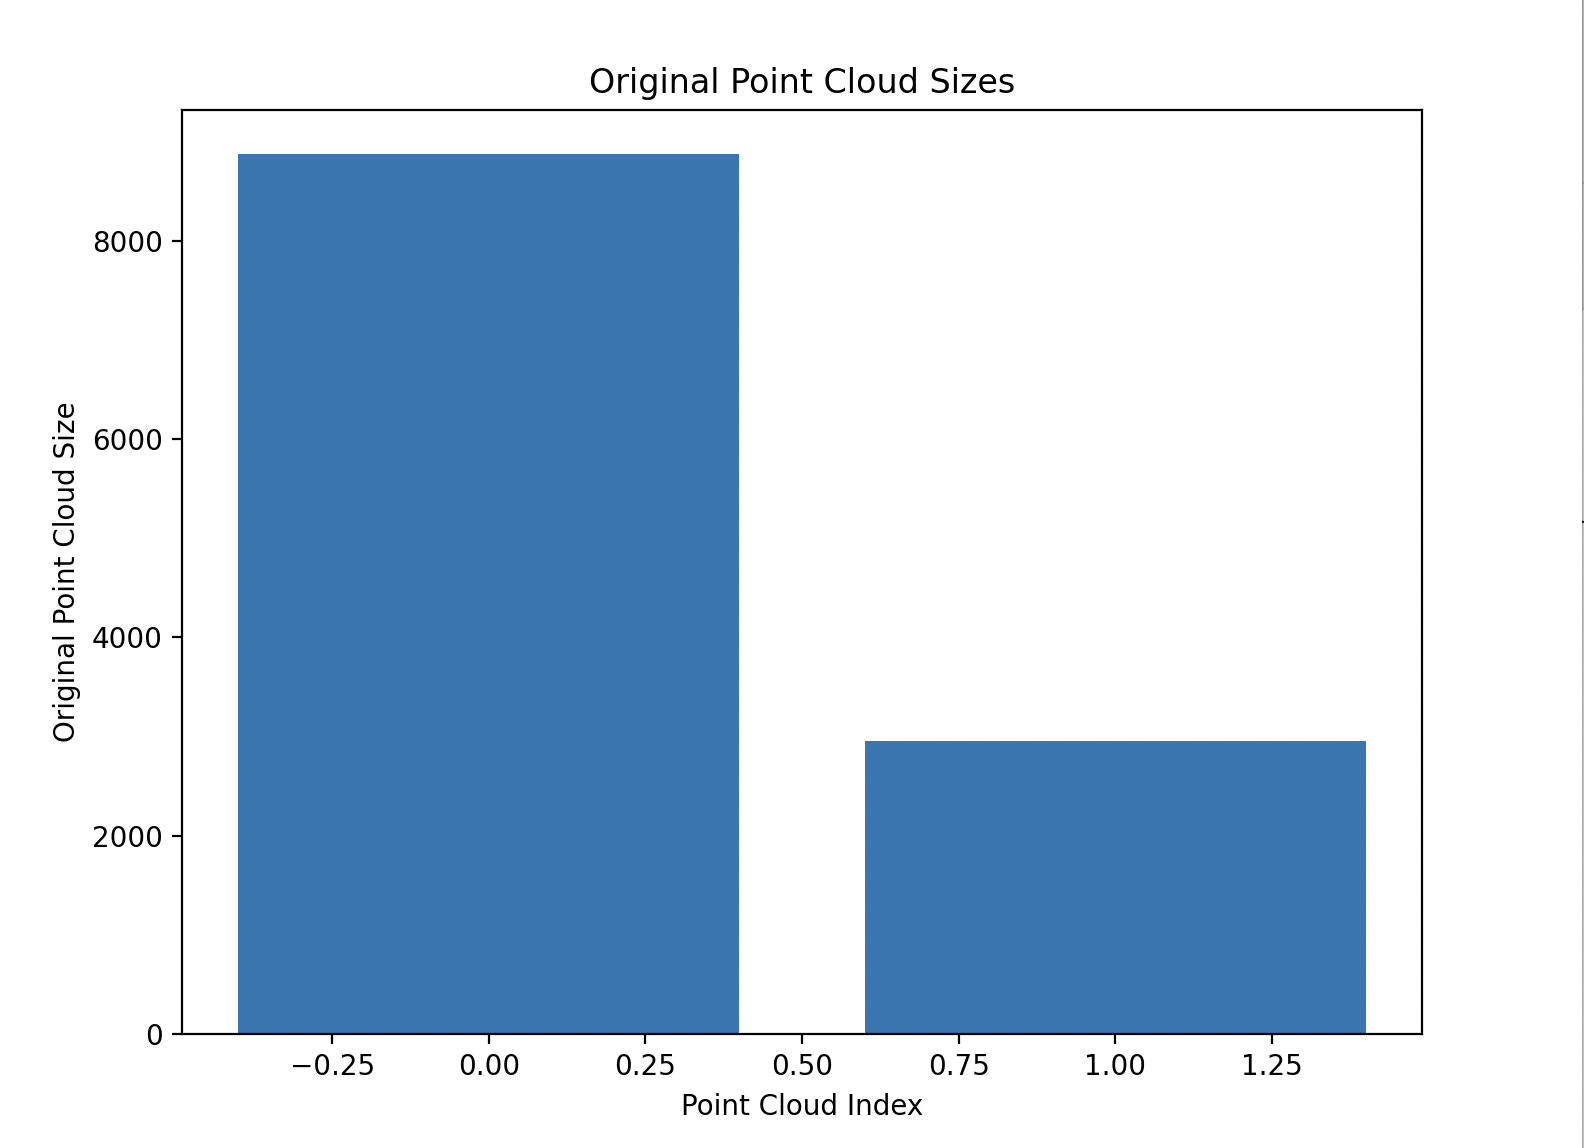 Original Point Cloud Sizes
8000
6000
4000
2000
0
Original Point Cloud Size
−0.25 0.00 0.25 0.50 0.75 1.00 1.25
Point Cloud Index